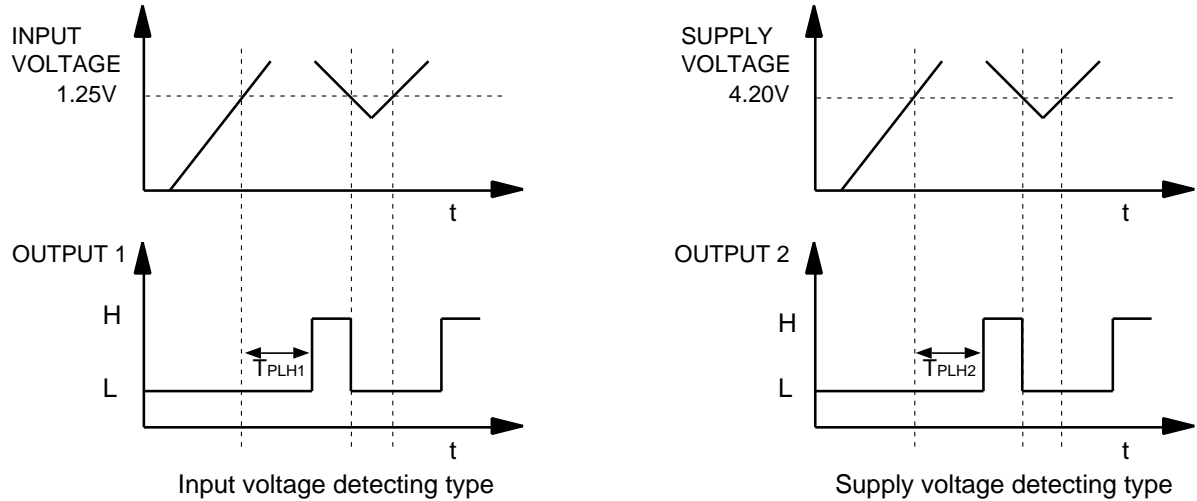 INPUT
VOLTAGE
1.25V
t
OUTPUT 1
H
TPLH1
L
t
Input voltage detecting type
SUPPLY
VOLTAGE
4.20V
t
OUTPUT 2
H
TPLH2
L
t
Supply voltage detecting type